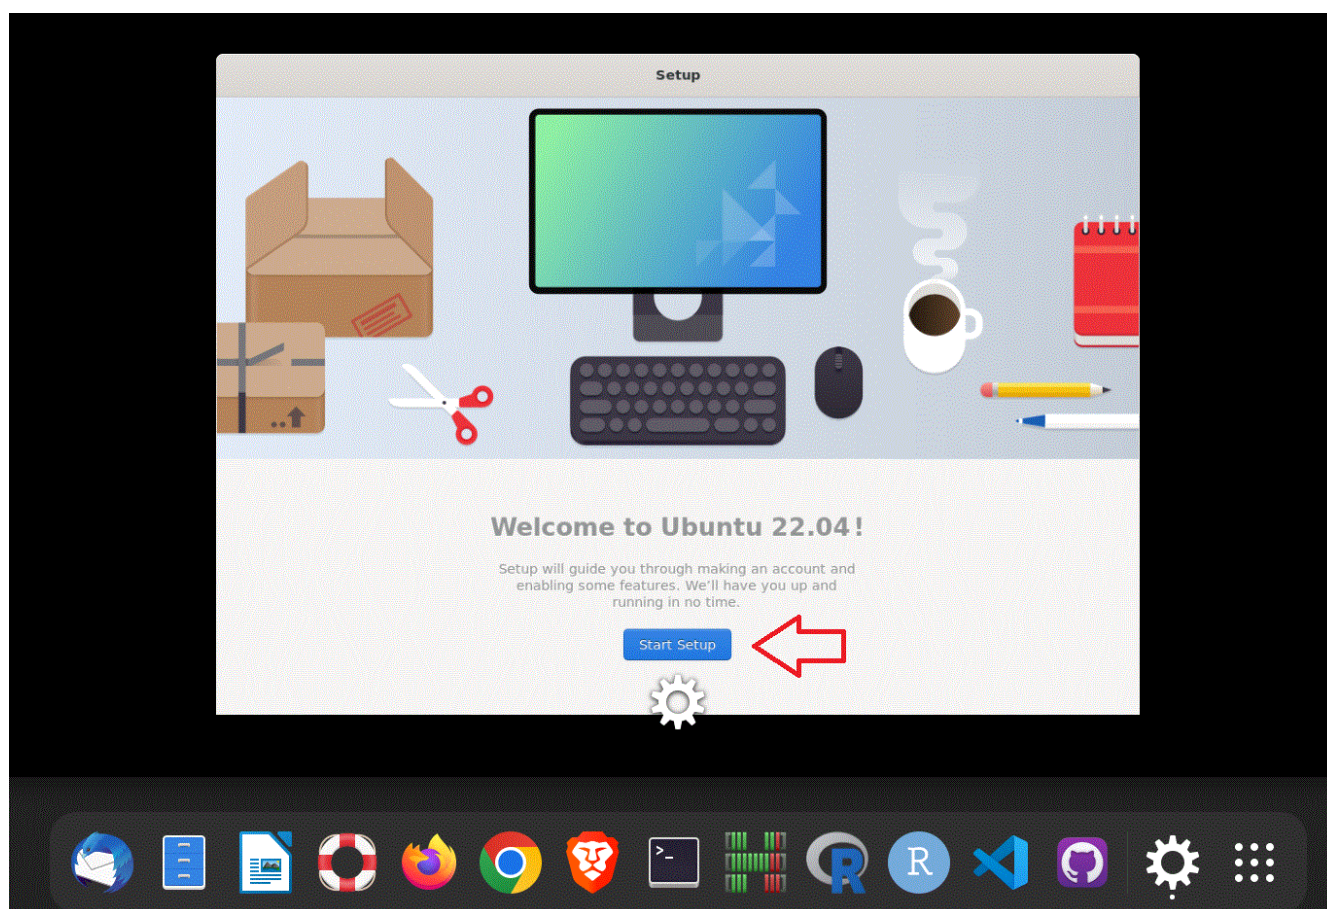 Setup
Welcome to Ubuntu 22.04!
Setup will guide you through making an account and
enabling some features. We'll have you up and
running in no time.
Start Setup
>_
R
R